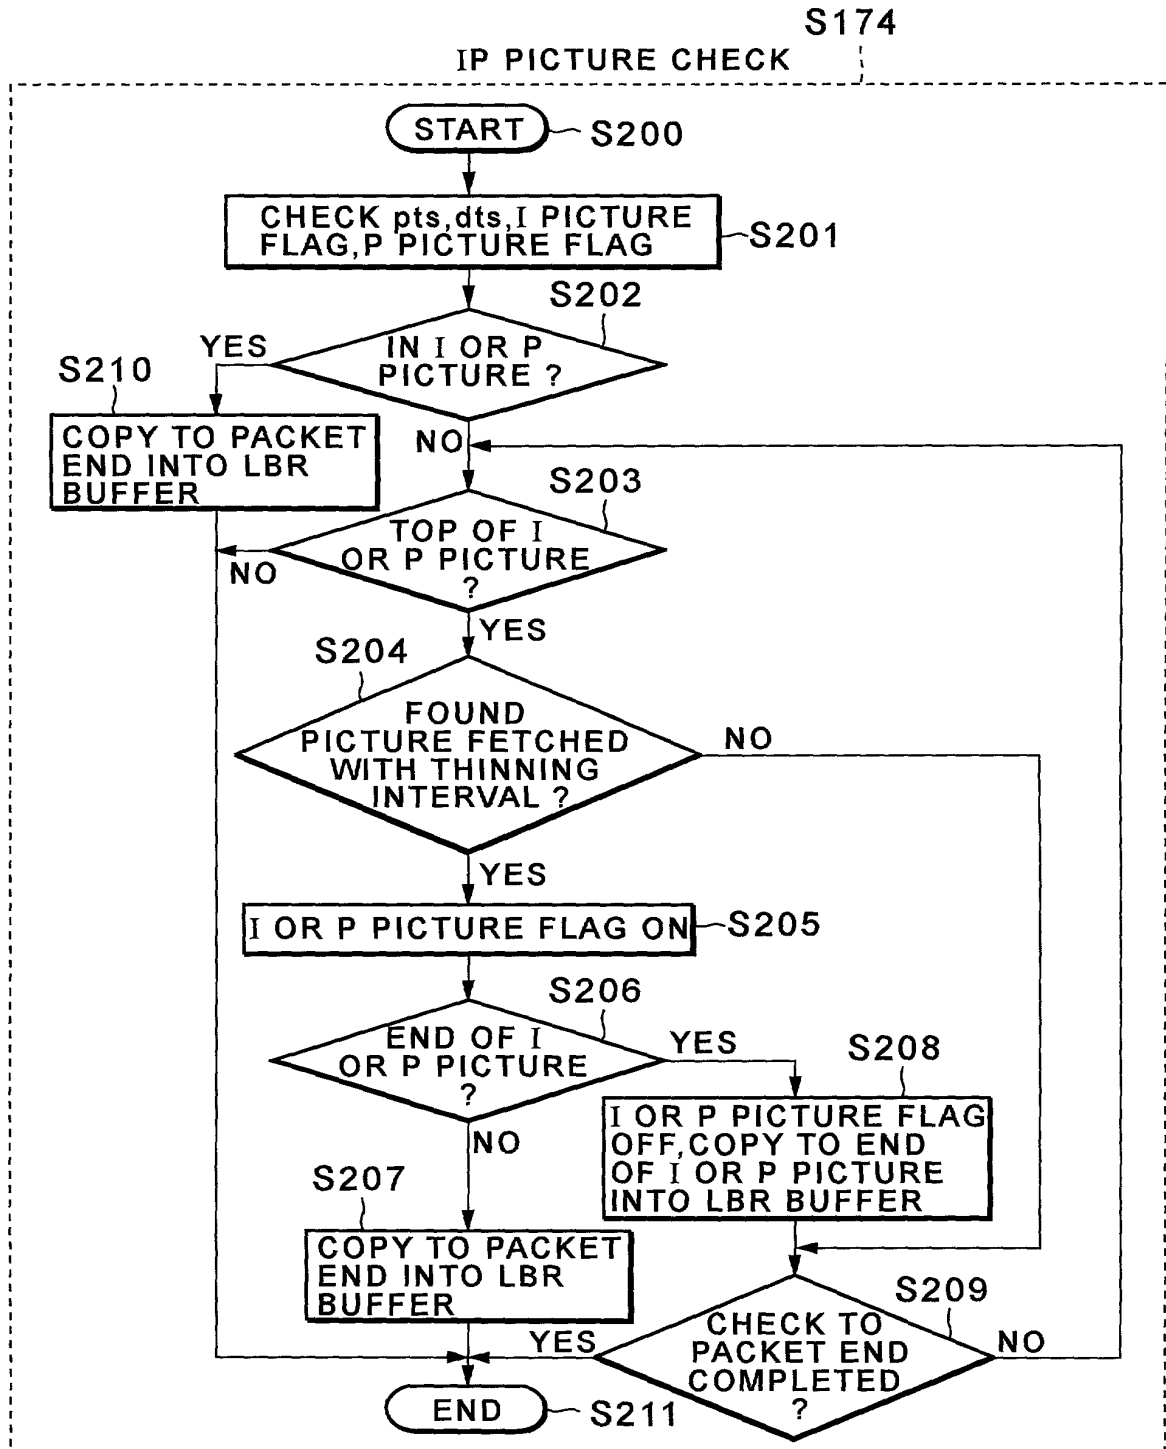 S174
IP PICTURE CHECK
START
S200
CHECK pts,dts,I PICTURE
FLAG,P PICTURE FLAG
S201
S202
IN I OR P
PICTURE ?
YES
S210
COPY TO PACKET
END INTO LBR
BUFFER
NO
S203
TOP OF I
OR P PICTURE
?
NO
YES
S204
FOUND
PICTURE FETCHED
WITH THINNING
INTERVAL ?
NO
YES
I OR P PICTURE FLAG ON
S205
S206
END OF I
OR P PICTURE
?
YES
S208
I OR P PICTURE FLAG
OFF,COPY TO END
OF I OR P PICTURE
INTO LBR BUFFER
NO
S207
COPY TO PACKET
END INTO LBR
BUFFER
S209
CHECK TO
PACKET END
COMPLETED
?
YES
NO
END
S211